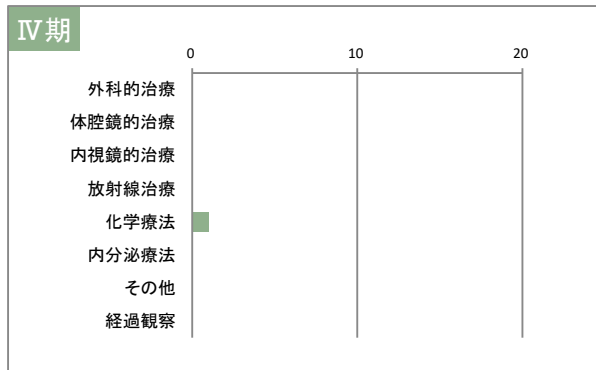 Ⅳ期
0 10 20
外科的治療
体腔鏡的治療
内視鏡的治療
放射線治療
化学療法
内分泌療法
その他
経過観察